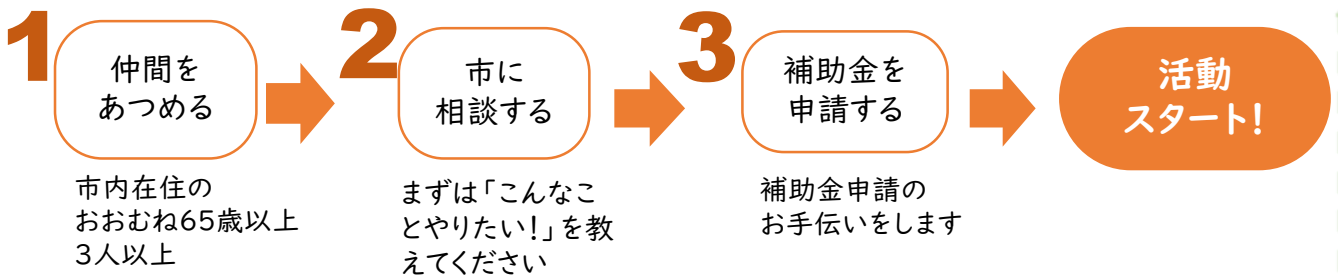 1
仲間を
あつめる
市内在住の
おおむね65歳以上
3人以上
2
市に
相談する
まずは「こんなこ
とやりたい!」を教
えてください
3
補助金を
申請する
補助金申請の
お手伝いをします
活動
スタート!